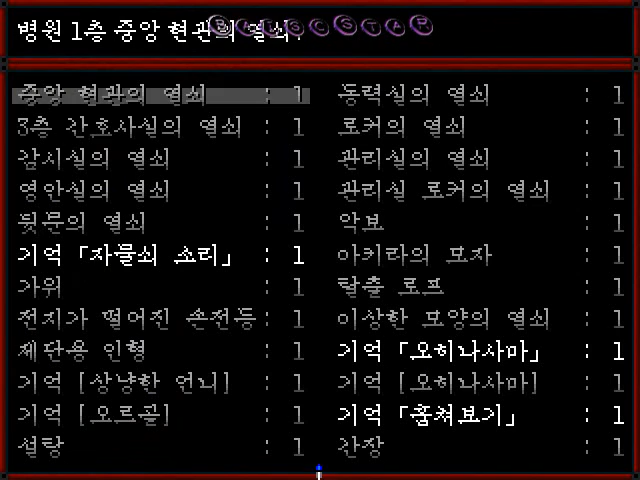 병원 1층 중앙 현관의 열쇠.
BASICSTAR
중앙 현관의 열쇠 : 1 동력실의 열쇠 : 1
3층 간호사실의 열쇠 : 1 로커의 열쇠 : 1
감시실의 열쇠 : 1 관리실의 열쇠 : 1
영안실의 열쇠 : 1 관리실 로커의 열쇠 : 1
뒷문의 열쇠 : 1 악보 : 1
기억「자물쇠 소리」 : 1 아키라의 모자 : 1
가위 : 1 탈출 로프 : 1
전지가 떨어진 손전등 : 1 이상한 모양의 열쇠 : 1
제단용 인형 : 1 기억「오히나사마」 : 1
기억 [상냥한 언니] : 1 기억 [오히나사마] : 1
기억 [오르골] : 1 기억「훔쳐보기」 : 1
설탕 : 1 간장 : 1